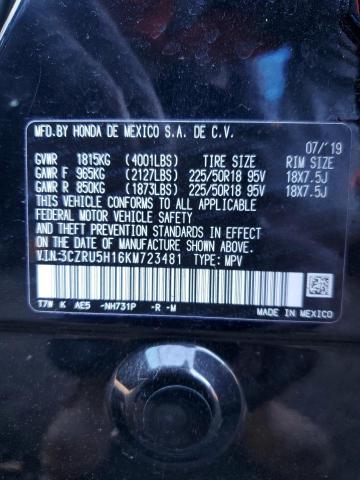 MFD.BY HONDA DE MEXICO S.A. DE C.V. 07/'19
GVWR 1815KG (4001LBS) TIRE SIZE RIM SIZE
GAWR F 965KG (2127LBS) 225/50R18 95V 18X7.5J
GAWR R 850KG (1873LBS) 225/50R18 95V 18X7.5J
THIS VEHICLE CONFORMS TO ALL APPLICABLE
FEDERAL MOTOR VEHICLE SAFETY AND THEFT
PREVENTION STANDARDS IN EFFECT ON THE
DATE OF MANUFACTURE SHOWN ABOVE.
V.I.N:3CZRU5H16KM723481 TYPE: MPV
T7W K AE5 -NH731P -R -M
MADE IN MEXICO